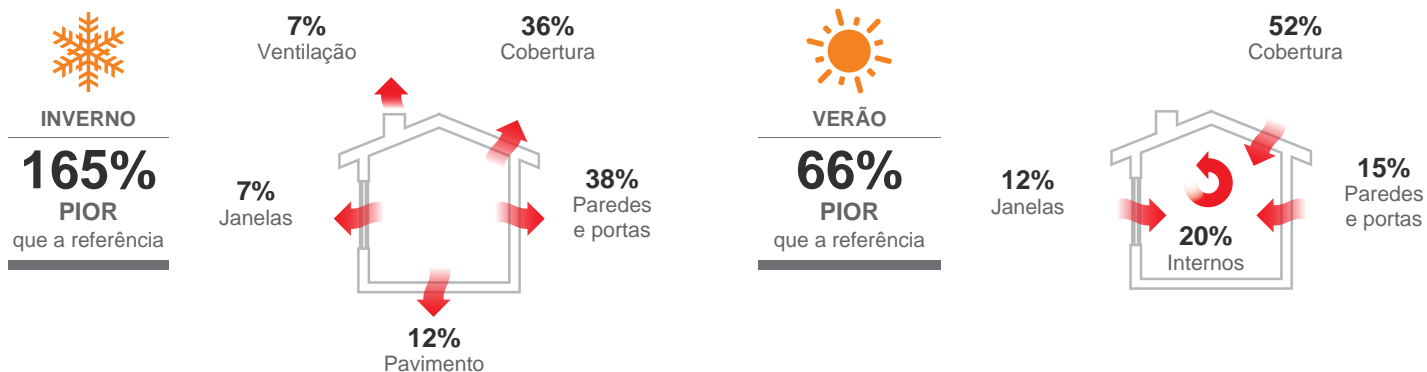 INVERNO
165%
PIOR
que a referência
7%
Ventilação
36%
Cobertura
7%
Janelas
38%
Paredes
e portas
12%
Pavimento
VERÃO
66%
PIOR
que a referência
52%
Cobertura
12%
Janelas
20%
Internos
15%
Paredes
e portas